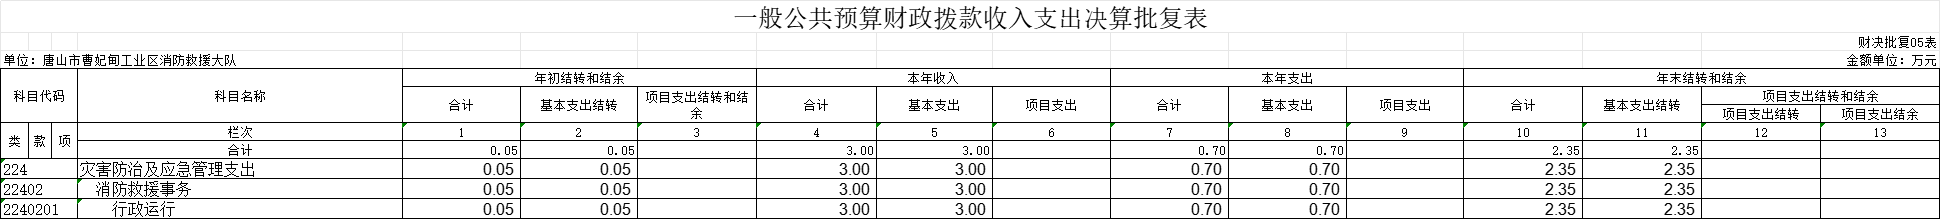 一般公共预算财政拨款收入支出决算批复表
财决批复05表
单位：唐山市曹妃甸工业区消防救援大队 金额单位：万元
科目代码 科目名称 年初结转和结余 本年收入 本年支出 年末结转和结余
合计 基本支出结转 项目支出结转和结余 合计 基本支出 项目支出 合计 基本支出 项目支出 合计 基本支出结转 项目支出结转和结余
项目支出结转 项目支出结余
类 款 项 栏次 1 2 3 4 5 6 7 8 9 10 11 12 13
合计 0.05 0.05 3.00 3.00 0.70 0.70 2.35 2.35
224 灾害防治及应急管理支出 0.05 0.05 3.00 3.00 0.70 0.70 2.35 2.35
22402 消防救援事务 0.05 0.05 3.00 3.00 0.70 0.70 2.35 2.35
2240201 行政运行 0.05 0.05 3.00 3.00 0.70 0.70 2.35 2.35